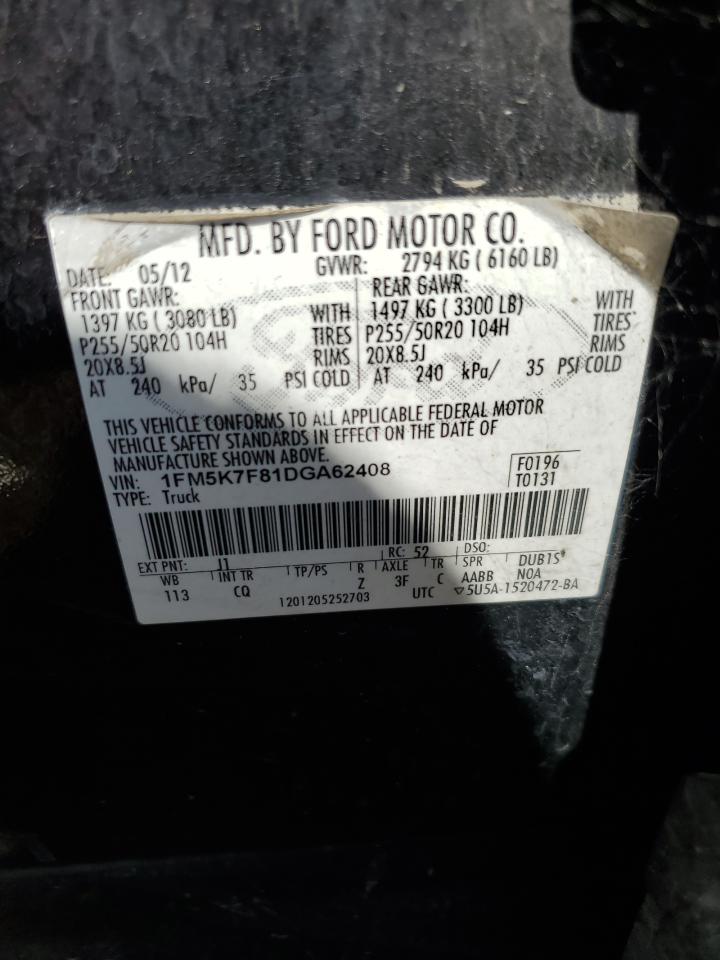 MFD. BY FORD MOTOR CO.
DATE: 05/12 GVWR: 2794 KG ( 6160 LB)
FRONT GAWR: REAR GAWR:
1397 KG ( 3080 LB) WITH 1497 KG ( 3300 LB) WITH
P255/50R20 104H TIRES P255/50R20 104H TIRES
20X8.5J RIMS 20X8.5J RIMS
AT 240 kPa/ 35 PSI COLD AT 240 kPa/ 35 PSI COLD
THIS VEHICLE CONFORMS TO ALL APPLICABLE FEDERAL MOTOR
VEHICLE SAFETY STANDARDS IN EFFECT ON THE DATE OF
MANUFACTURE SHOWN ABOVE.
VIN: 1FM5K7F81DGA62408 F0196
TYPE: Truck T0131
EXT PNT: J1 RC: 52 DSO:
WB INT TR TP/PS R AXLE TR SPR DUB1S
113 CQ Z 3F C AABB NOA
1201205252703 UTC ▽5U5A-1520472-BA